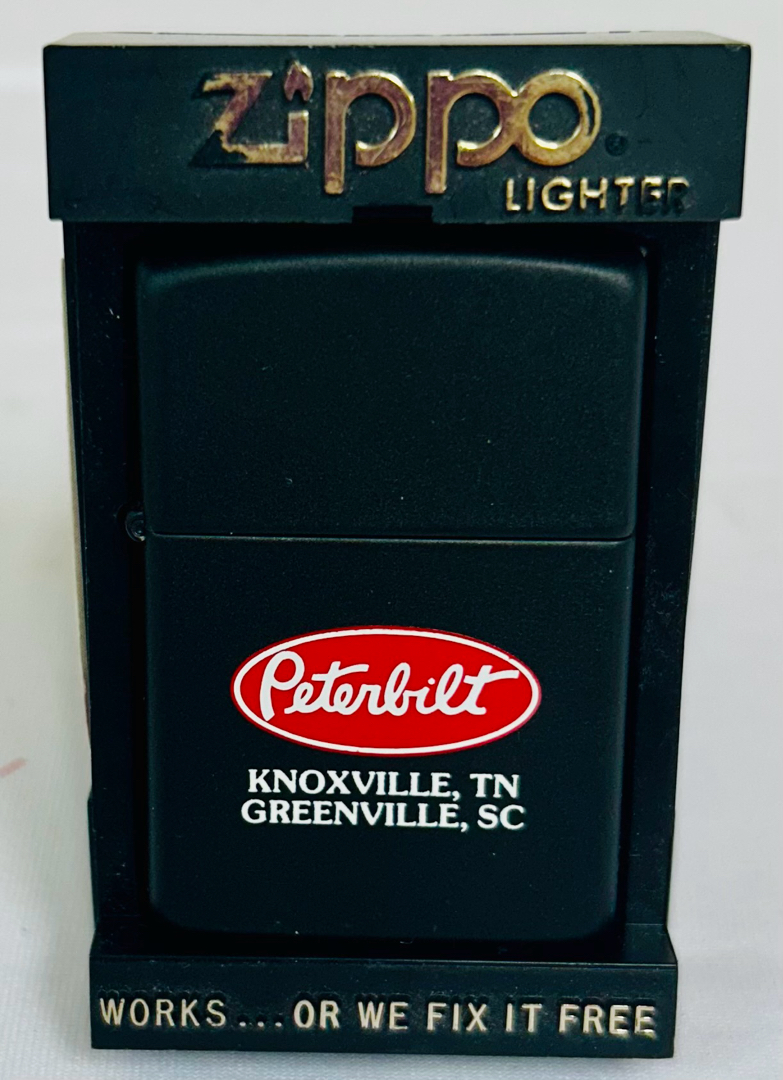 Zippo
LIGHTER
Peterbilt
KNOXVILLE, TN
GREENVILLE, SC
WORKS...OR WE FIX IT FREE